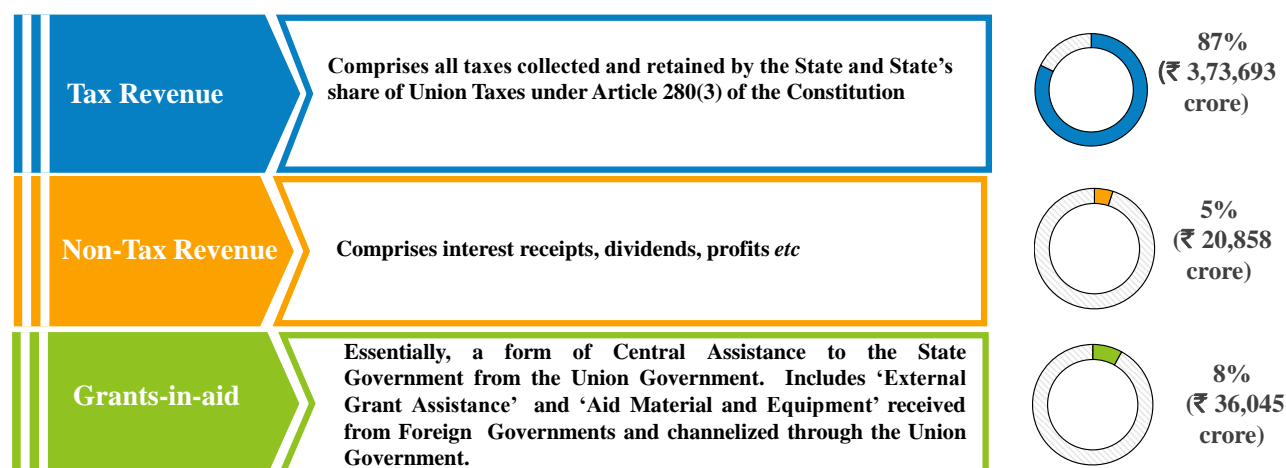 Tax Revenue
Comprises all taxes collected and retained by the State and State's
share of Union Taxes under Article 280(3) of the Constitution
87%
(₹ 3,73,693
crore)
Non-Tax Revenue
Comprises interest receipts, dividends, profits etc
5%
(₹ 20,858
crore)
Grants-in-aid
Essentially, a form of Central Assistance to the State
Government from the Union Government. Includes 'External
Grant Assistance' and 'Aid Material and Equipment' received
from Foreign Governments and channelized through the Union
Government.
8%
(₹ 36,045
crore)